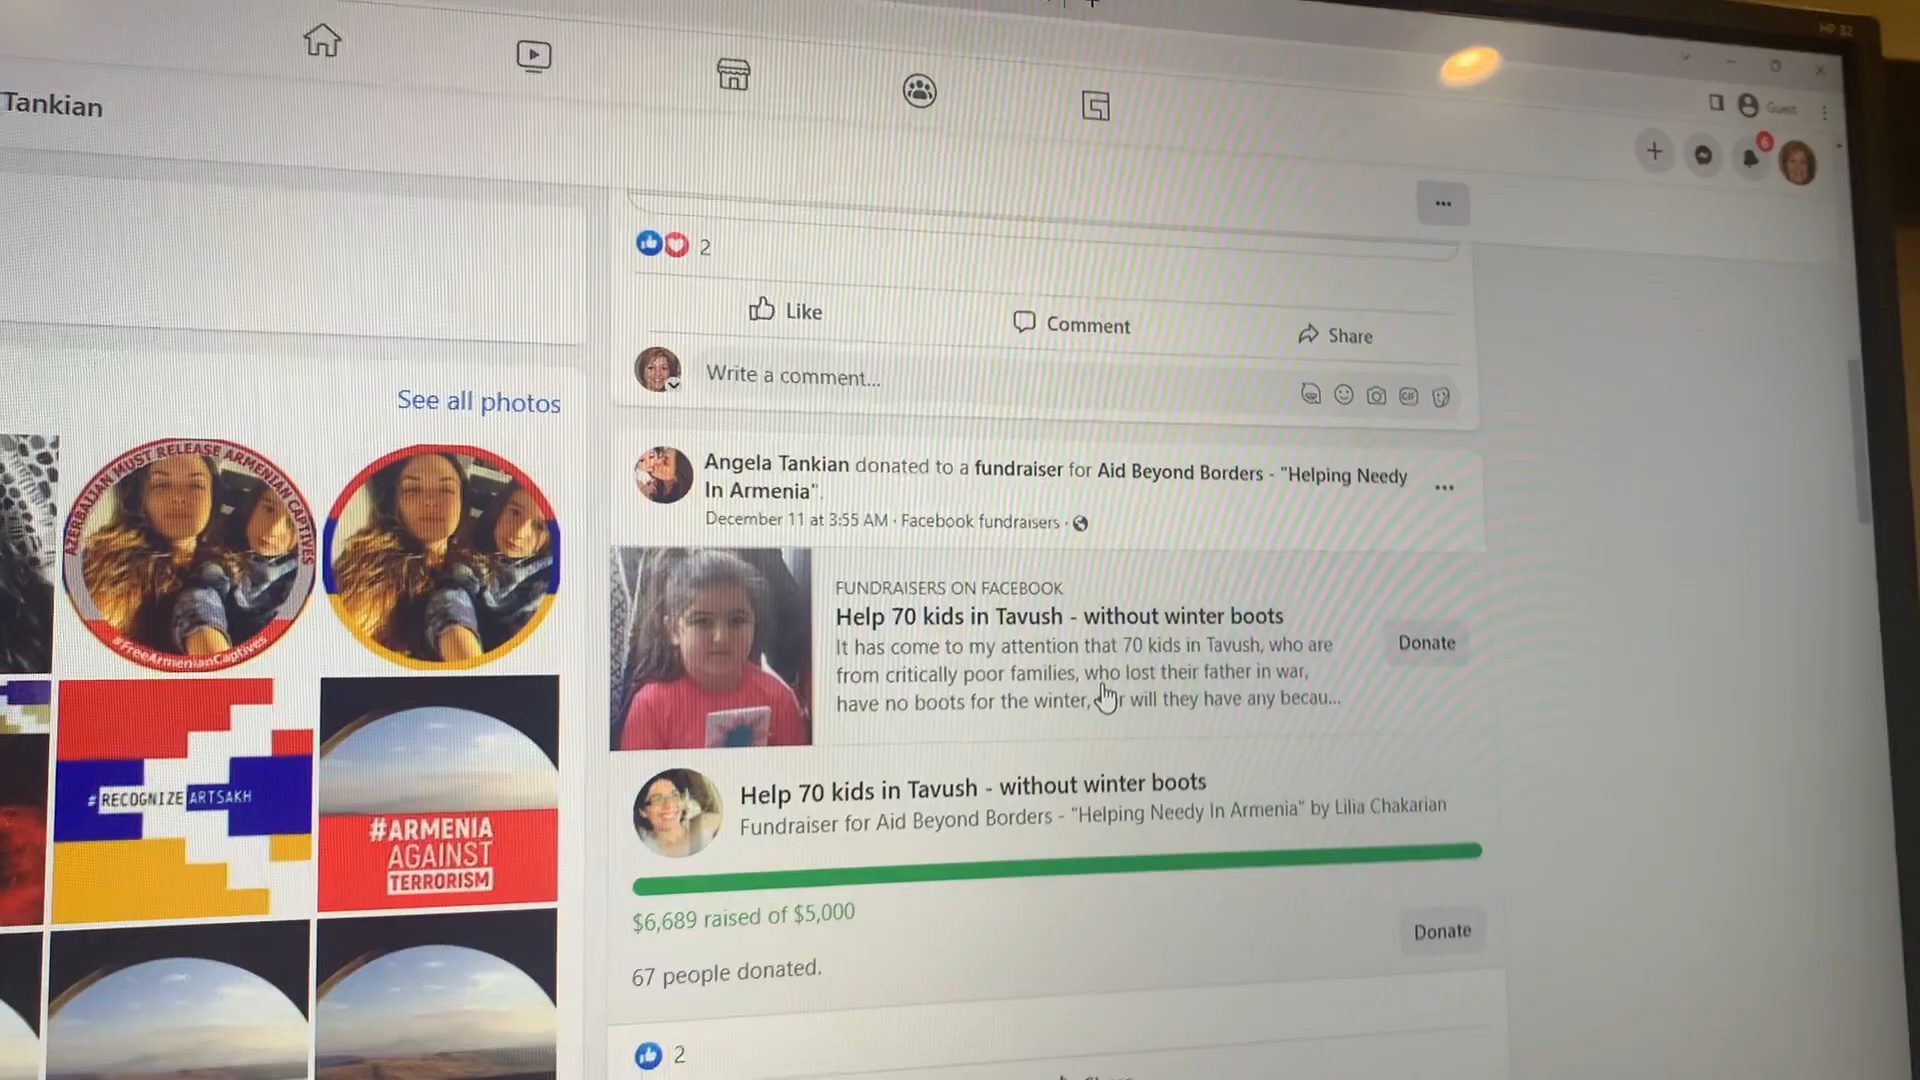 HP 32
Guest
6
Tankian
2
Like
Comment
Share
Write a comment...
GIF
See all photos
AZERBAIJAN MUST RELEASE ARMENIAN CAPTIVES
#FreeArmenianCaptives
#RECOGNIZE ARTSAKH
#ARMENIA
AGAINST
TERRORISM
Angela Tankian donated to a fundraiser for Aid Beyond Borders - "Helping Needy
In Armenia".
December 11 at 3:55 AM · Facebook fundraisers ·
FUNDRAISERS ON FACEBOOK
Help 70 kids in Tavush - without winter boots
It has come to my attention that 70 kids in Tavush, who are
from critically poor families, who lost their father in war,
have no boots for the winter, r will they have any becau...
Donate
Help 70 kids in Tavush - without winter boots
Fundraiser for Aid Beyond Borders - "Helping Needy In Armenia" by Lilia Chakarian
$6,689 raised of $5,000
Donate
67 people donated.
2